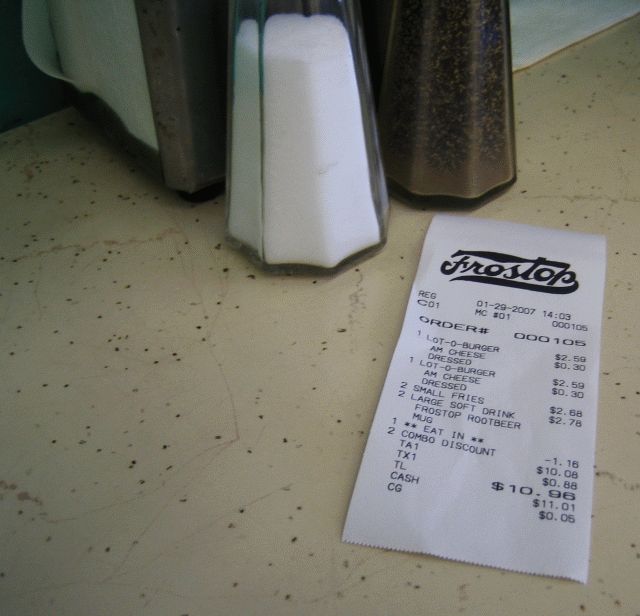 Frostop
REG 01-29-2007 14:03
C01 MC #01 000105
ORDER# 000105
1 LOT-O-BURGER $2.59
AM CHEESE $0.30
DRESSED
1 LOT-O-BURGER $2.59
AM CHEESE $0.30
DRESSED
2 SMALL FRIES $2.68
2 LARGE SOFT DRINK $2.78
FROSTOP ROOTBEER
MUG
1 ** EAT IN **
2 COMBO DISCOUNT -1.16
TA1 $10.08
TX1 $0.88
TL $10.96
CASH $11.01
CG $0.05